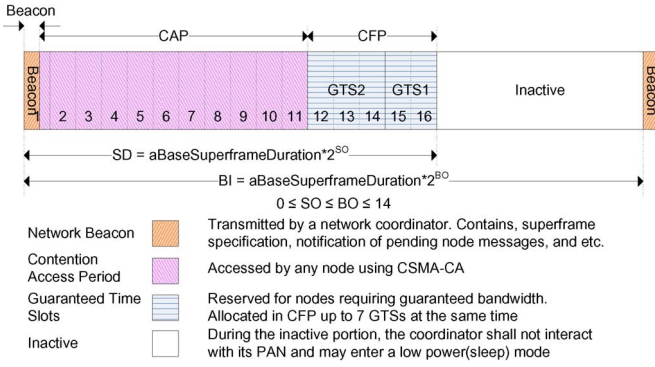 Beacon
CAP
CFP
Beacon
GTS2
GTS1
Inactive
Beacon
1 2 3 4 5 6 7 8 9 10 11 12 13 14 15 16
SD = aBaseSuperframeDuration*2^SO
BI = aBaseSuperframeDuration*2^BO
0 ≤ SO ≤ BO ≤ 14
Network Beacon
Transmitted by a network coordinator. Contains, superframe
specification, notification of pending node messages, and etc.
Contention
Access Period
Accessed by any node using CSMA-CA
Guaranteed Time
Slots
Reserved for nodes requiring guaranteed bandwidth.
Allocated in CFP up to 7 GTSs at the same time
Inactive
During the inactive portion, the coordinator shall not interact
with its PAN and may enter a low power(sleep) mode